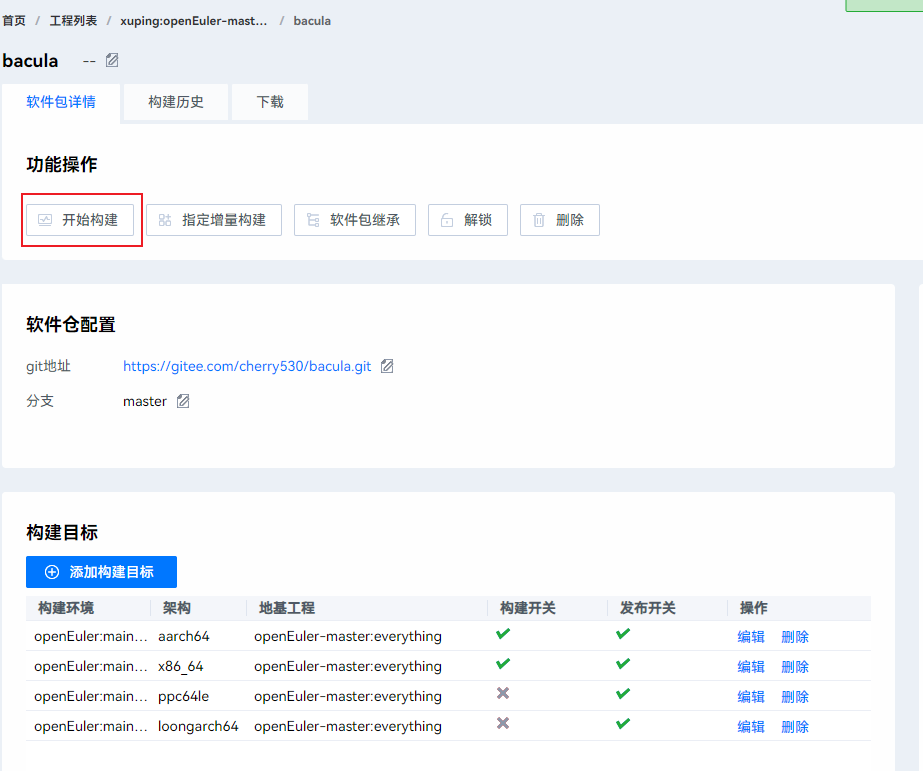 首页 / 工程列表 / xuping:openEuler-mast... / bacula
bacula --
软件包详情 构建历史 下载
功能操作
开始构建 指定增量构建 软件包继承 解锁 删除
软件仓配置
git地址 https://gitee.com/cherry530/bacula.git
分支 master
构建目标
添加构建目标
构建环境 架构 地基工程 构建开关 发布开关 操作
openEuler:main... aarch64 openEuler-master:everything 编辑 删除
openEuler:main... x86_64 openEuler-master:everything 编辑 删除
openEuler:main... ppc64le openEuler-master:everything 编辑 删除
openEuler:main... loongarch64 openEuler-master:everything 编辑 删除